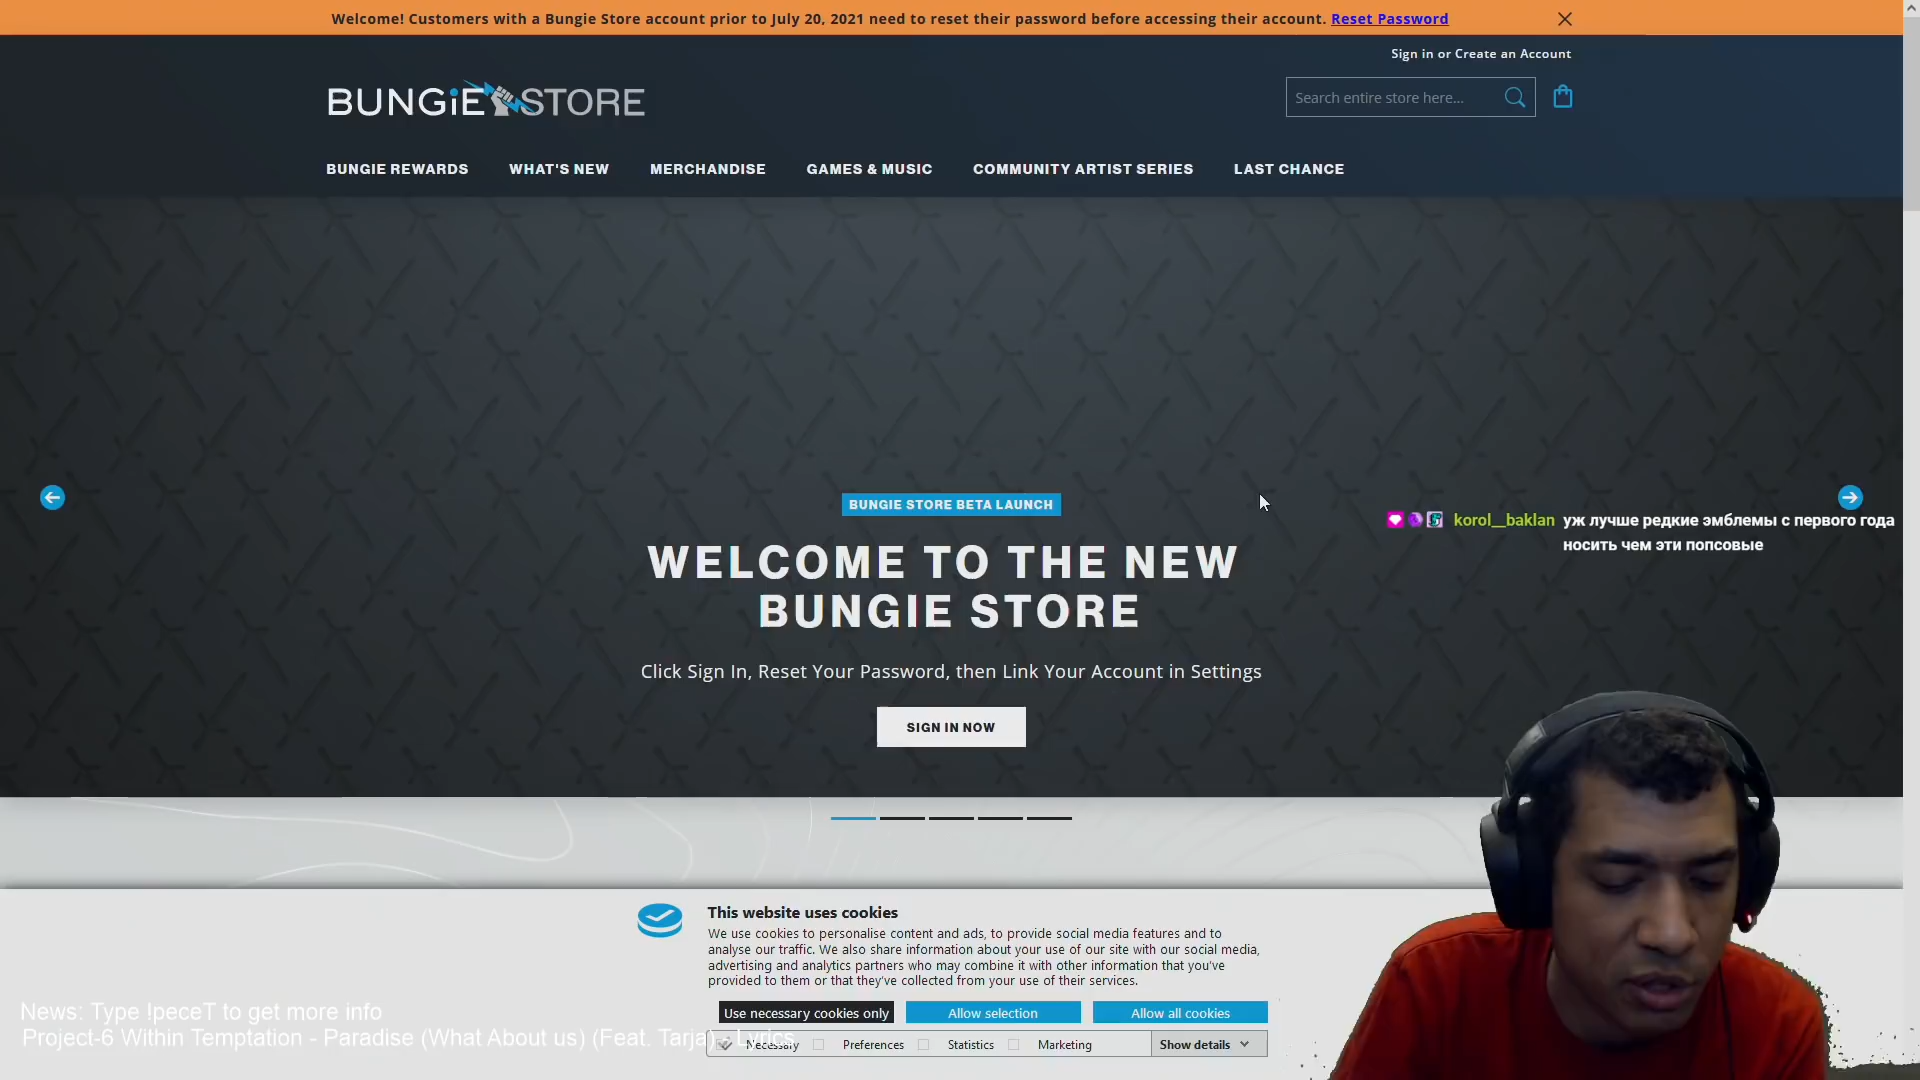 Welcome! Customers with a Bungie Store account prior to July 20, 2021 need to reset their password before accessing their account. Reset Password
Sign in or Create an Account
BUNGiE STORE
Search entire store here...
BUNGIE REWARDS WHAT'S NEW MERCHANDISE GAMES & MUSIC COMMUNITY ARTIST SERIES LAST CHANCE
BUNGIE STORE BETA LAUNCH
korol__baklan уж лучше редкие эмблемы с первого года
носить чем эти попсовые
WELCOME TO THE NEW
BUNGIE STORE
Click Sign In, Reset Your Password, then Link Your Account in Settings
SIGN IN NOW
This website uses cookies
We use cookies to personalise content and ads, to provide social media features and to
analyse our traffic. We also share information about your use of our site with our social media,
advertising and analytics partners who may combine it with other information that you've
provided to them or that they've collected from your use of their services.
Use necessary cookies only Allow selection Allow all cookies
Necessary Preferences Statistics Marketing Show details
News: Type !peceT to get more info
Project-6 Within Temptation - Paradise (What About us) (Feat. Tarja) - Lyrics